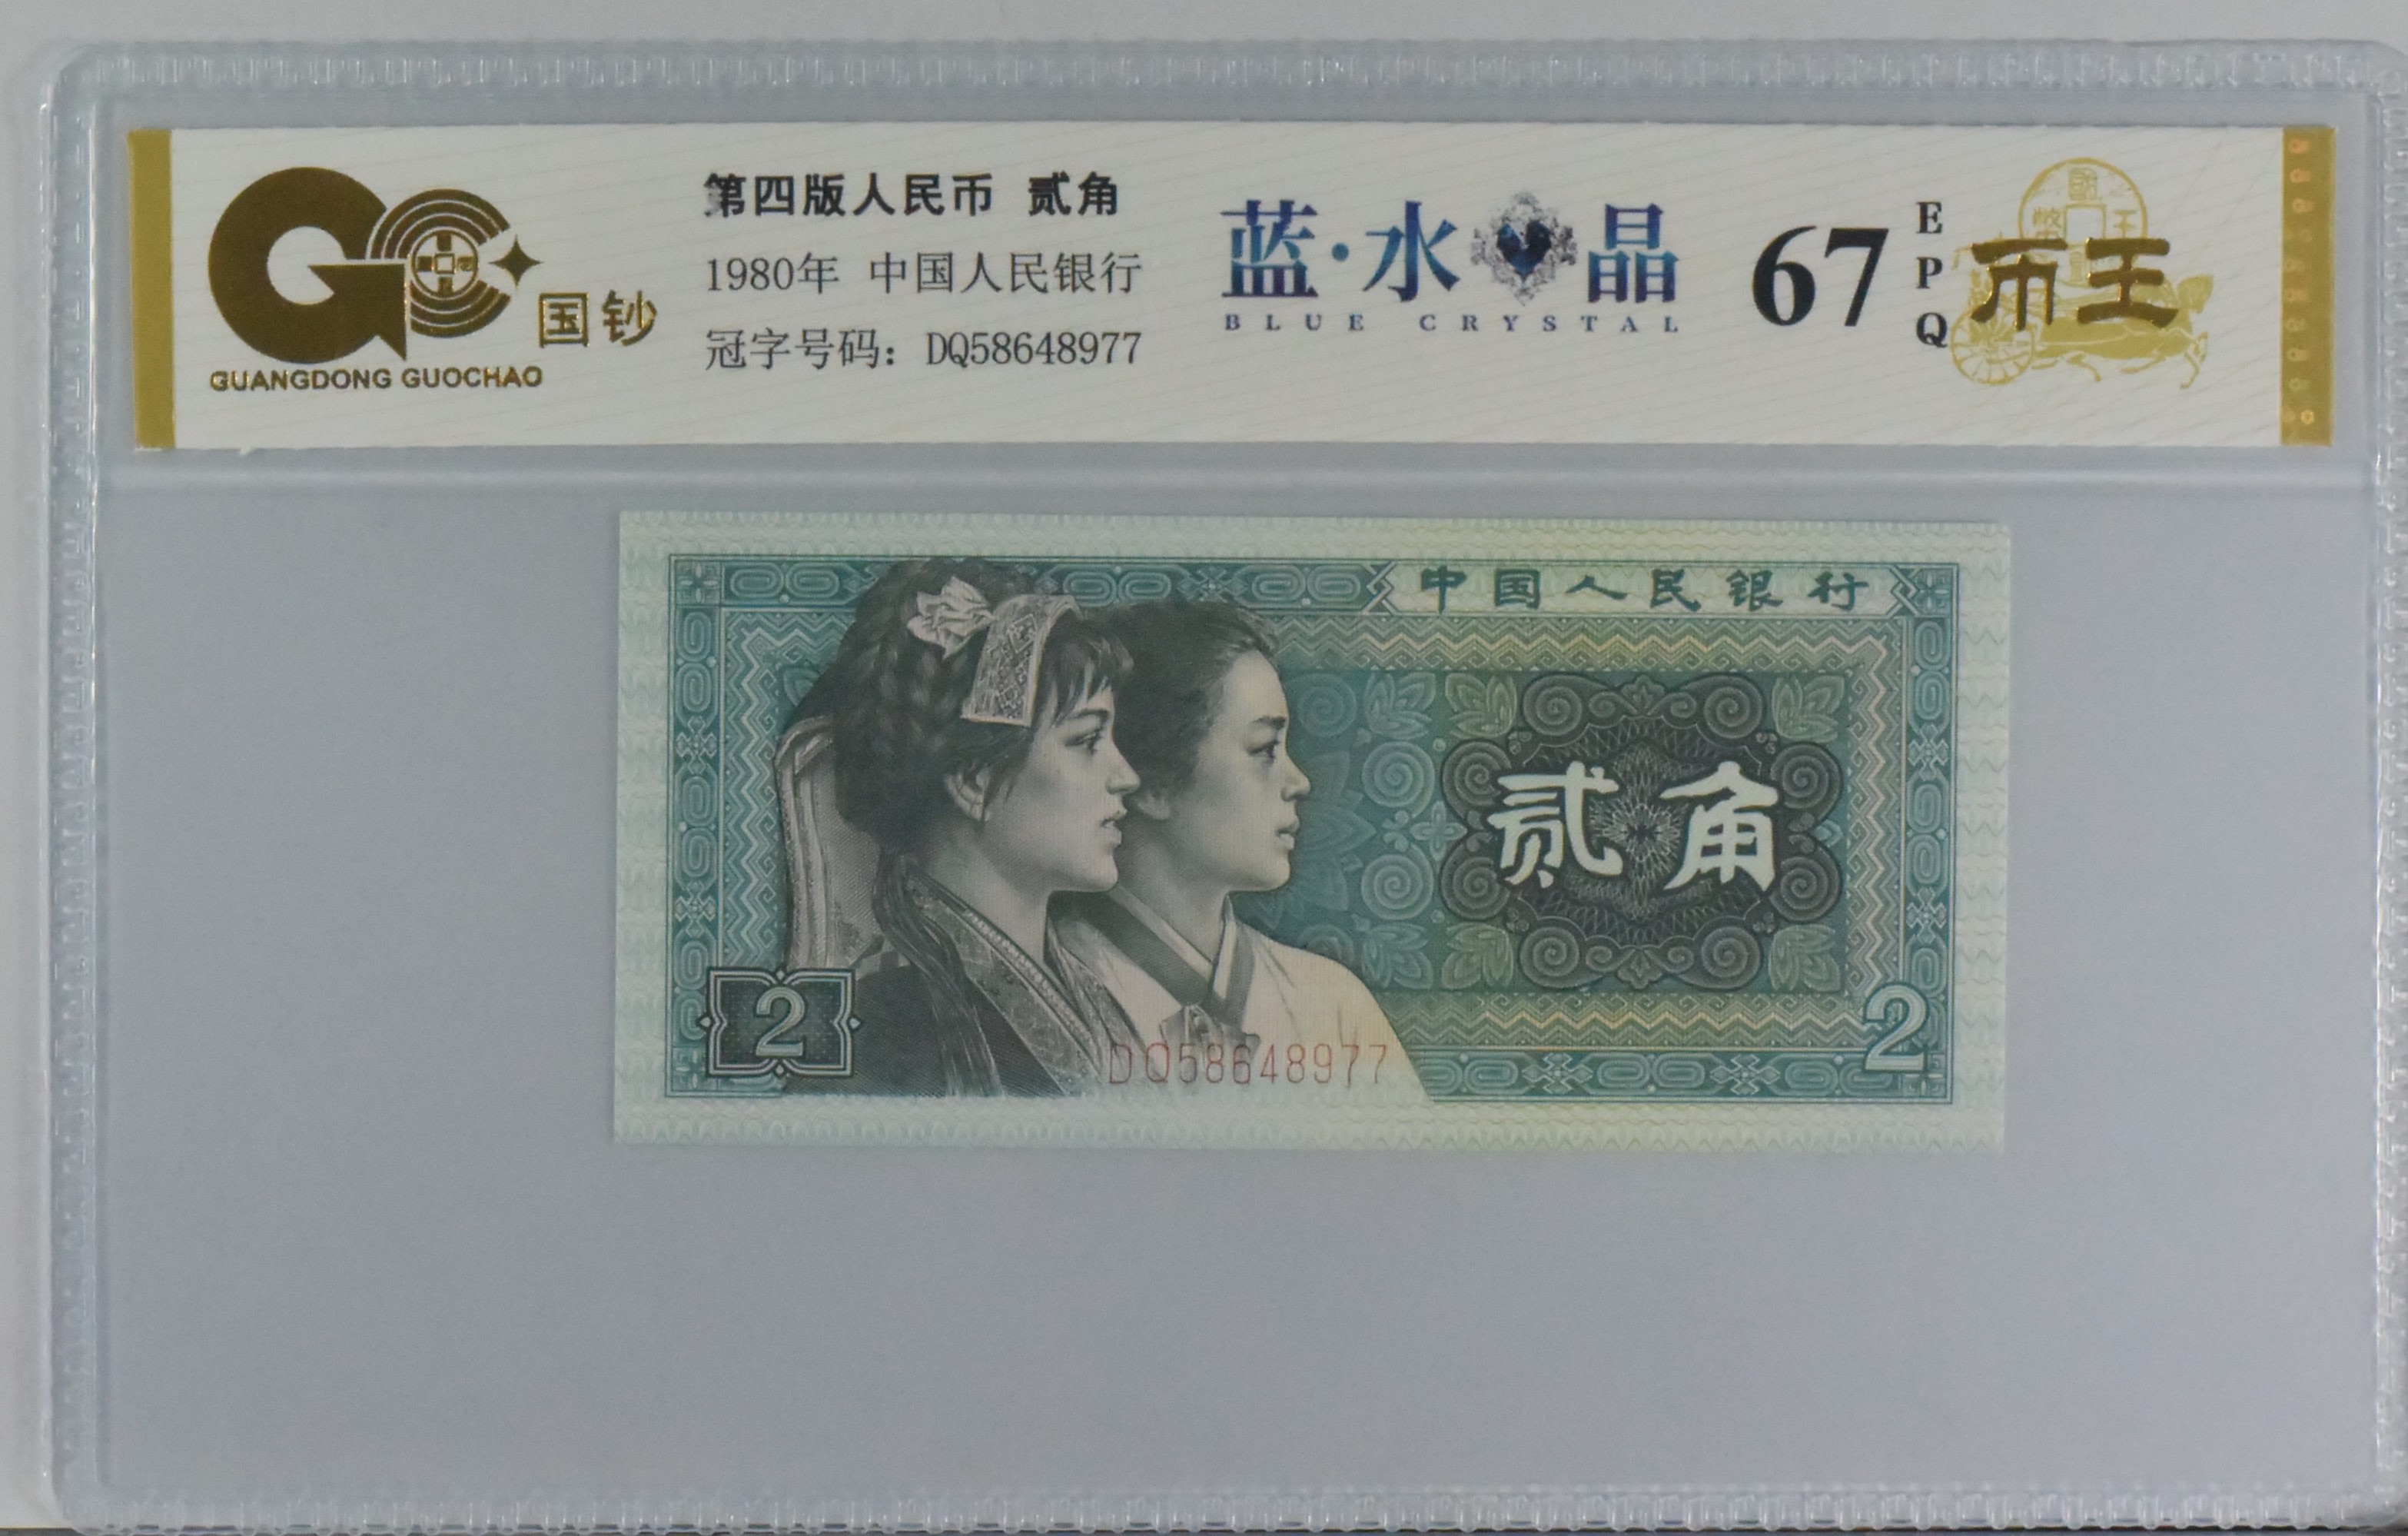 国钞
GUANGDONG GUOCHAO
第四版人民币 贰角
1980年 中国人民银行
冠字号码：DQ58648977
蓝·水晶
BLUE CRYSTAL
67
EPQ
币王
中国人民银行
贰角
2
DQ58648977
2